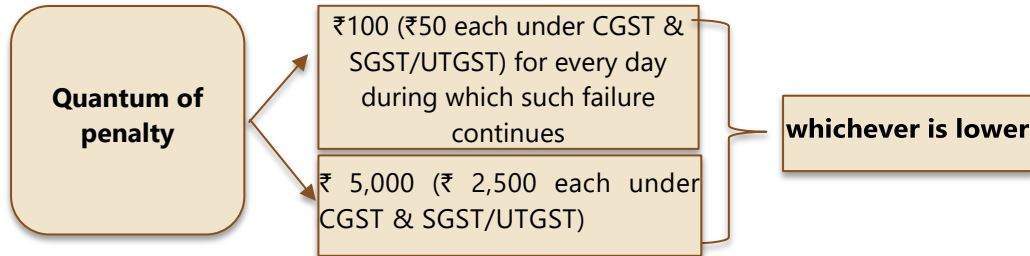 Quantum of
penalty
₹100 (₹50 each under CGST &
SGST/UTGST) for every day
during which such failure
continues
₹ 5,000 (₹ 2,500 each under
CGST & SGST/UTGST)
whichever is lower